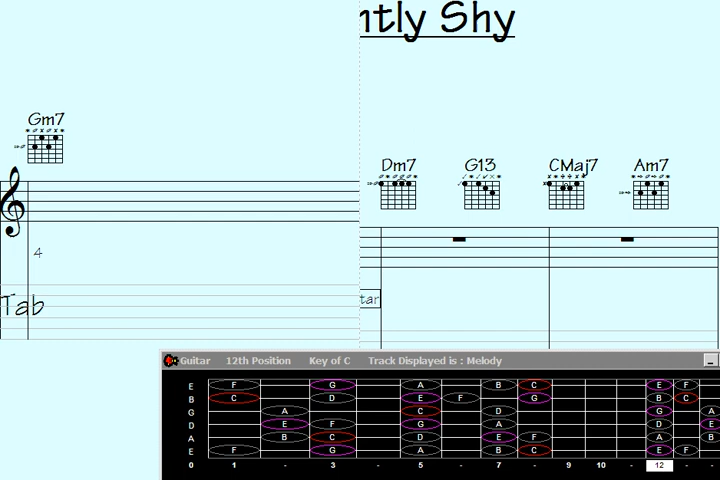 ntly Shy
Gm7
Dm7 G13 CMaj7 Am7
4
Tab
tar
Guitar 12th Position Key of C Track Displayed is : Melody
E F G A B C E F
B C D E F G B C
G A C D G A
D E F G A D E
A B C D E F A B
E F G A B C E F
0 1 - 3 - 5 - 7 - 9 10 - 12 - -